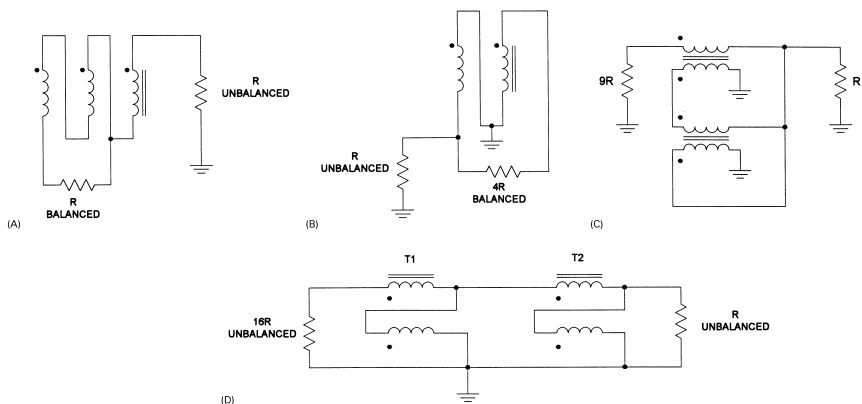 R
UNBALANCED
R
BALANCED
(A)
R
UNBALANCED
4R
BALANCED
(B)
9R
R
(C)
T1
T2
16R
UNBALANCED
R
UNBALANCED
(D)